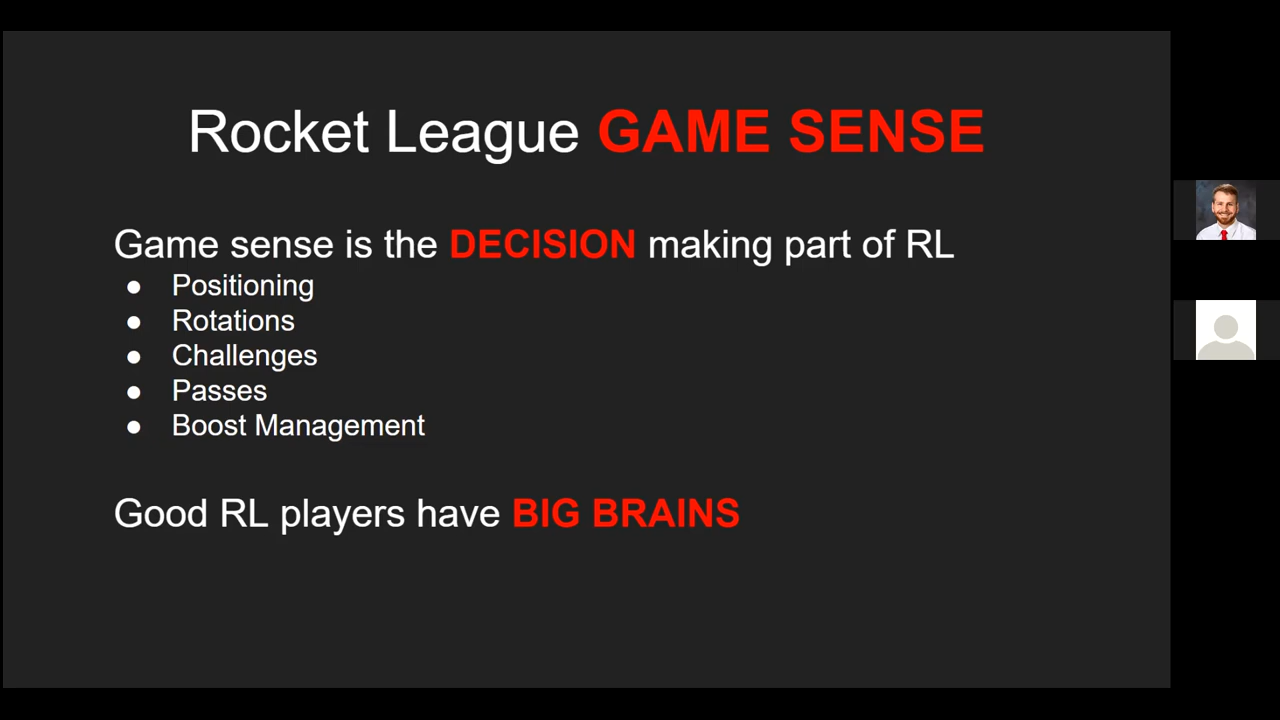 Rocket League GAME SENSE
Game sense is the DECISION making part of RL
● Positioning
● Rotations
● Challenges
● Passes
● Boost Management
Good RL players have BIG BRAINS